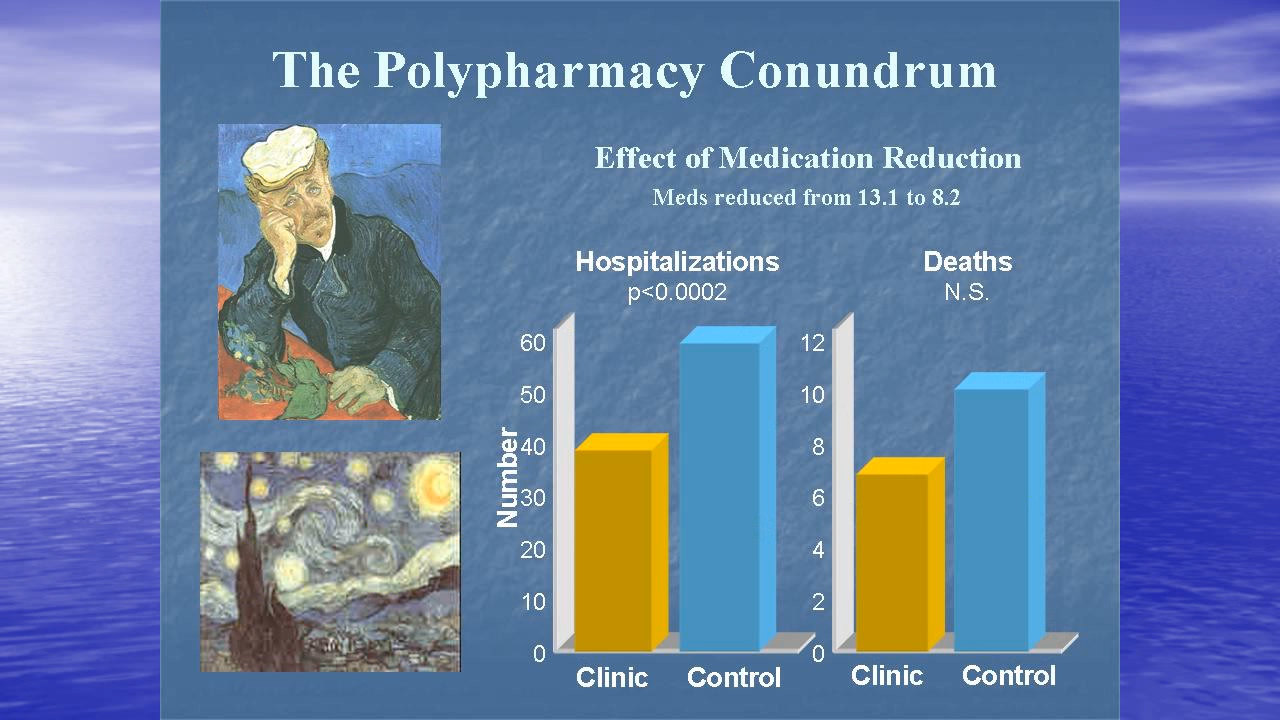 The Polypharmacy Conundrum
Effect of Medication Reduction
Meds reduced from 13.1 to 8.2
Hospitalizations
p<0.0002
Number
60
50
40
30
20
10
0
Clinic Control
Deaths
N.S.
12
10
8
6
4
2
0
Clinic Control